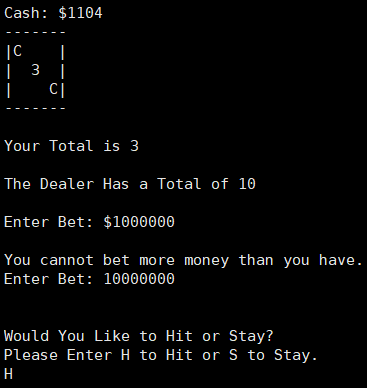 Cash: $1104
-------
|C    |
|  3  |
|    C|
-------
Your Total is 3
The Dealer Has a Total of 10
Enter Bet: $1000000
You cannot bet more money than you have.
Enter Bet: 10000000
Would You Like to Hit or Stay?
Please Enter H to Hit or S to Stay.
H